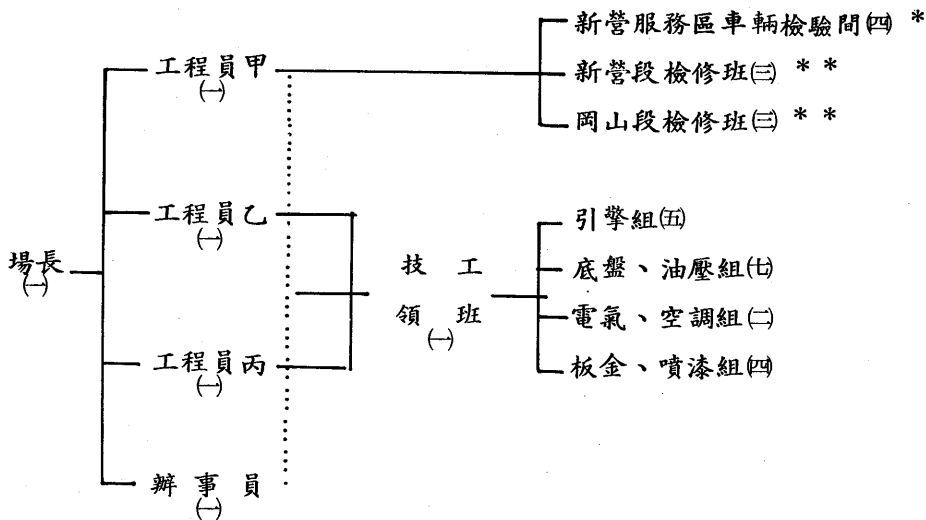 新營服務區車輛檢驗間㈣ *
工程員甲
㈠
新營段檢修班㈢ * *
岡山段檢修班㈢ * *
工程員乙
㈠
引擎組㈤
場長
㈠
技工
底盤、油壓組㈦
領班
㈠
電氣、空調組㈡
工程員丙
㈠
板金、噴漆組㈣
辦事員
㈠